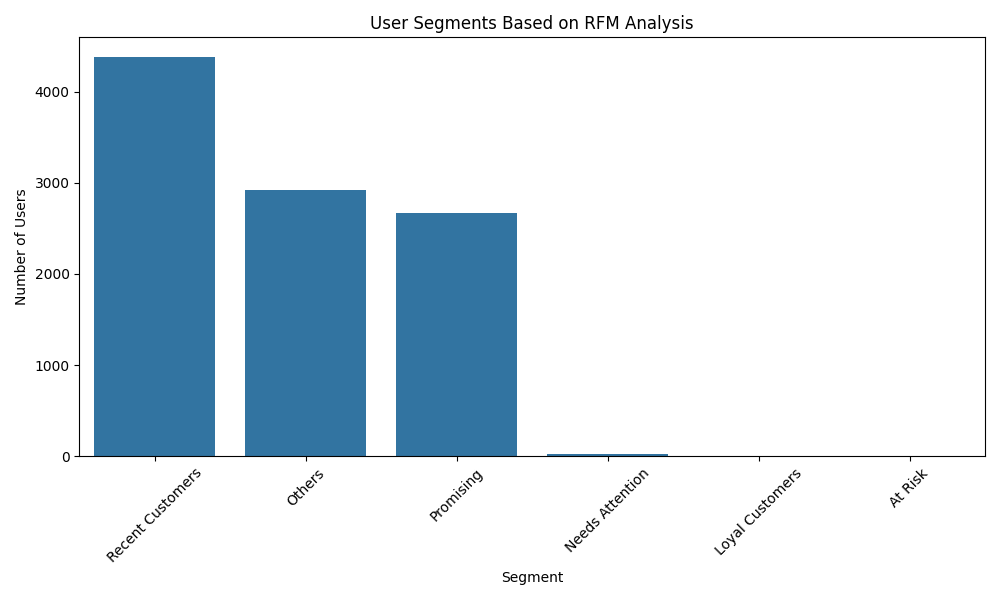 User Segments Based on RFM Analysis
Number of Users
4000
3000
2000
1000
0
Recent Customers
Others
Promising
Needs Attention
Loyal Customers
At Risk
Segment